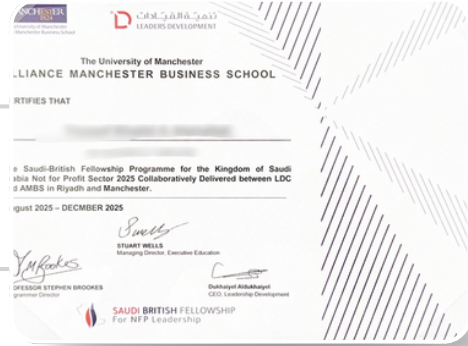 MANCHESTER
1824
The University of Manchester
Alliance Manchester Business School
تنمية القيادات
LEADERS DEVELOPMENT
The University of Manchester
LLIANCE MANCHESTER BUSINESS SCHOOL
RTIFIES THAT
e Saudi-British Fellowship Programme for the Kingdom of Saudi
abia Not for Profit Sector 2025 Collaboratively Delivered between LDC
d AMBS in Riyadh and Manchester.
ugust 2025 – DECMBER 2025
STUART WELLS
Managing Director, Executive Education
OFESSOR STEPHEN BROOKES
grammer Director
Dukhaiyel Aldukhaiyel
CEO, Leadership Development
SAUDI BRITISH FELLOWSHIP
For NFP Leadership